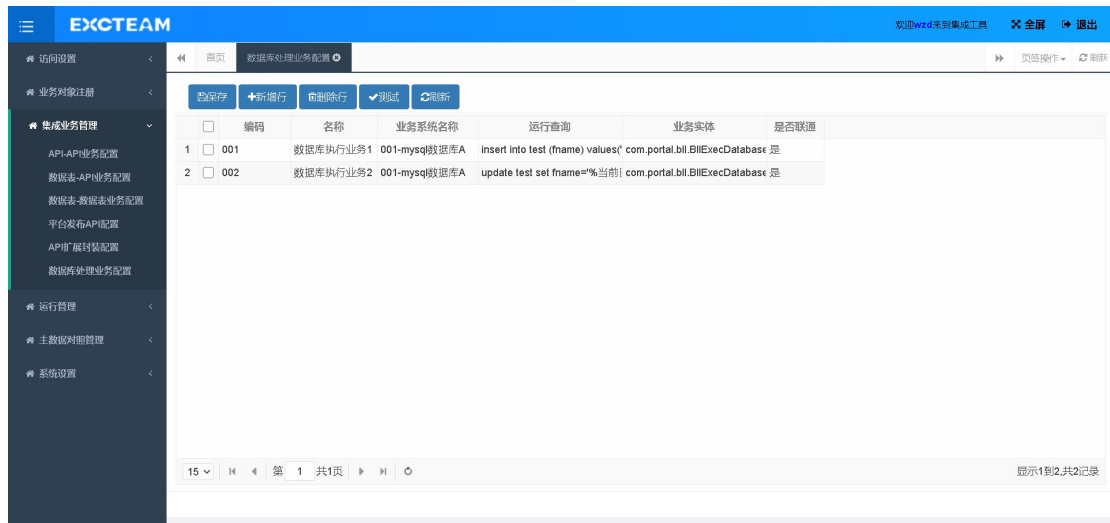 EXCTEAM
欢迎wzd来到集成工具 全屏 退出
访问设置
业务对象注册
集成业务管理
API-API业务配置
数据表-API业务配置
数据表-数据表业务配置
平台发布API配置
API扩展封装配置
数据库处理业务配置
运行管理
主数据对照管理
系统设置
首页 数据库处理业务配置 页签操作 刷新
保存 新增行 删除行 测试 刷新
编码 名称 业务系统名称 运行查询 业务实体 是否联通
1 001 数据库执行业务1 001-mysql数据库A insert into test (fname) values(' com.portal.bll.BllExecDatabase 是
2 002 数据库执行业务2 001-mysql数据库A update test set fname='%当前 com.portal.bll.BllExecDatabase 是
15 第 1 共1页 显示1到2,共2记录